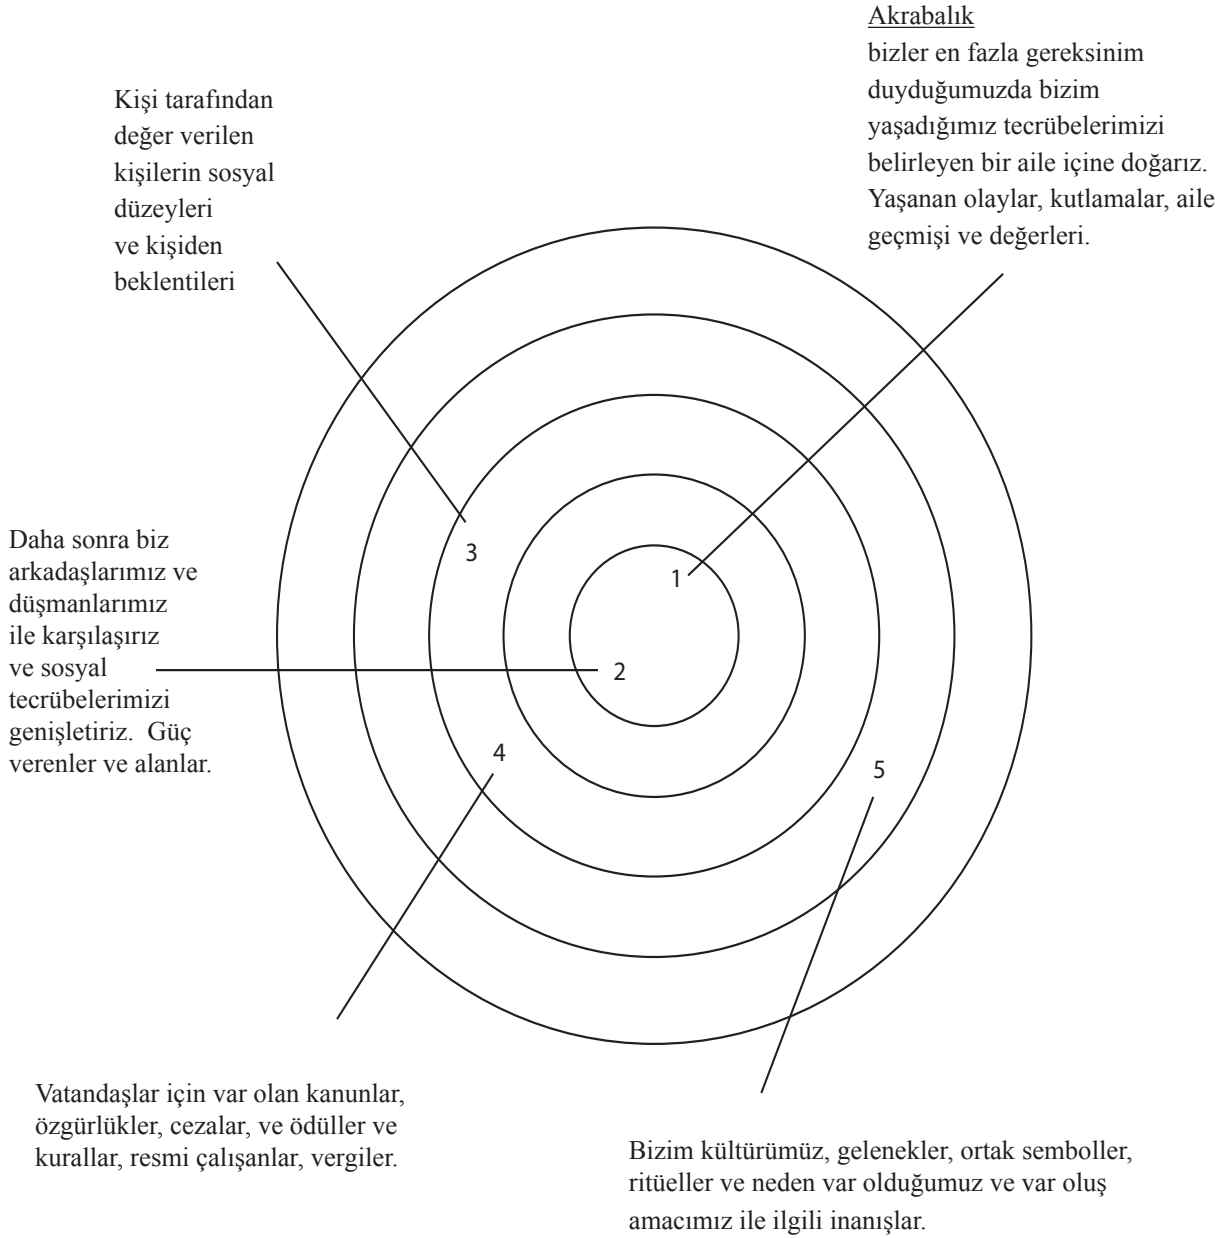 Akrabalık
bizler en fazla gereksinim
duyduğumuzda bizim
yaşadığımız tecrübelerimizi
belirleyen bir aile içine doğarız.
Yaşanan olaylar, kutlamalar, aile
geçmişi ve değerleri.
Kişi tarafından
değer verilen
kişilerin sosyal
düzeyleri
ve kişiden
beklentileri
Daha sonra biz
arkadaşlarımız ve
düşmanlarımız
ile karşılaşırız
ve sosyal
tecrübelerimizi
genişletiriz. Güç
verenler ve alanlar.
3
1
2
4
5
Vatandaşlar için var olan kanunlar,
özgürlükler, cezalar, ve ödüller ve
kurallar, resmi çalışanlar, vergiler.
Bizim kültürümüz, gelenekler, ortak semboller,
ritüeller ve neden var olduğumuz ve var oluş
amacımız ile ilgili inanışlar.